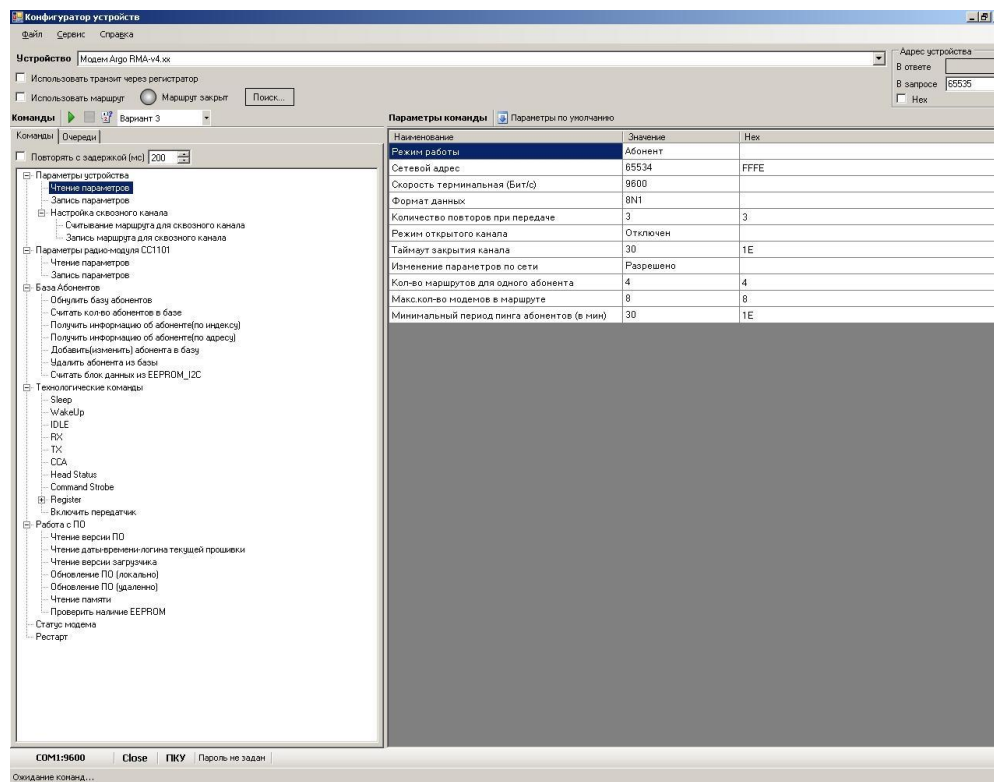 Конфигуратор устройств
Файл Сервис Справка
Устройство Модем Argo RMA-v4.xx
Адрес устройства
В ответе
В запросе 65535
Hex
Использовать транзит через регистратор
Использовать маршрут Маршрут закрыт Поиск...
Команды Вариант 3
Команды Очереди
Повторять с задержкой (мс) 200
Параметры устройства
Чтение параметров
Запись параметров
Настройка сквозного канала
Считывание маршрута для сквозного канала
Запись маршрута для сквозного канала
Параметры радио-модуля CC1101
Чтение параметров
Запись параметров
База Абонентов
Обнулить базу абонентов
Считать кол-во абонентов в базе
Получить информацию об абоненте(по индексу)
Получить информацию об абоненте(по адресу)
Добавить(изменить) абонента в базу
Удалить абонента из базы
Считать блок данных из EEPROM_I2C
Технологические команды
Sleep
WakeUp
IDLE
RX
TX
CCA
Head Status
Command Strobe
Register
Включить передатчик
Работа с ПО
Чтение версии ПО
Чтение даты-времени-логина текущей прошивки
Чтение версии загрузчика
Обновление ПО (локально)
Обновление ПО (удаленно)
Чтение памяти
Проверить наличие EEPROM
Статус модема
Рестарт
Параметры команды Параметры по умолчанию
Наименование Значение Hex
Режим работы Абонент
Сетевой адрес 65534 FFFE
Скорость терминальная (Бит/с) 9600
Формат данных 8N1
Количество повторов при передаче 3 3
Режим открытого канала Отключен
Таймаут закрытия канала 30 1E
Изменение параметров по сети Разрешено
Кол-во маршрутов для одного абонента 4 4
Макс.кол-во модемов в маршруте 8 8
Минимальный период пинга абонентов (в мин) 30 1E
COM1:9600 Close ПКУ Пароль не задан
Ожидание команд...